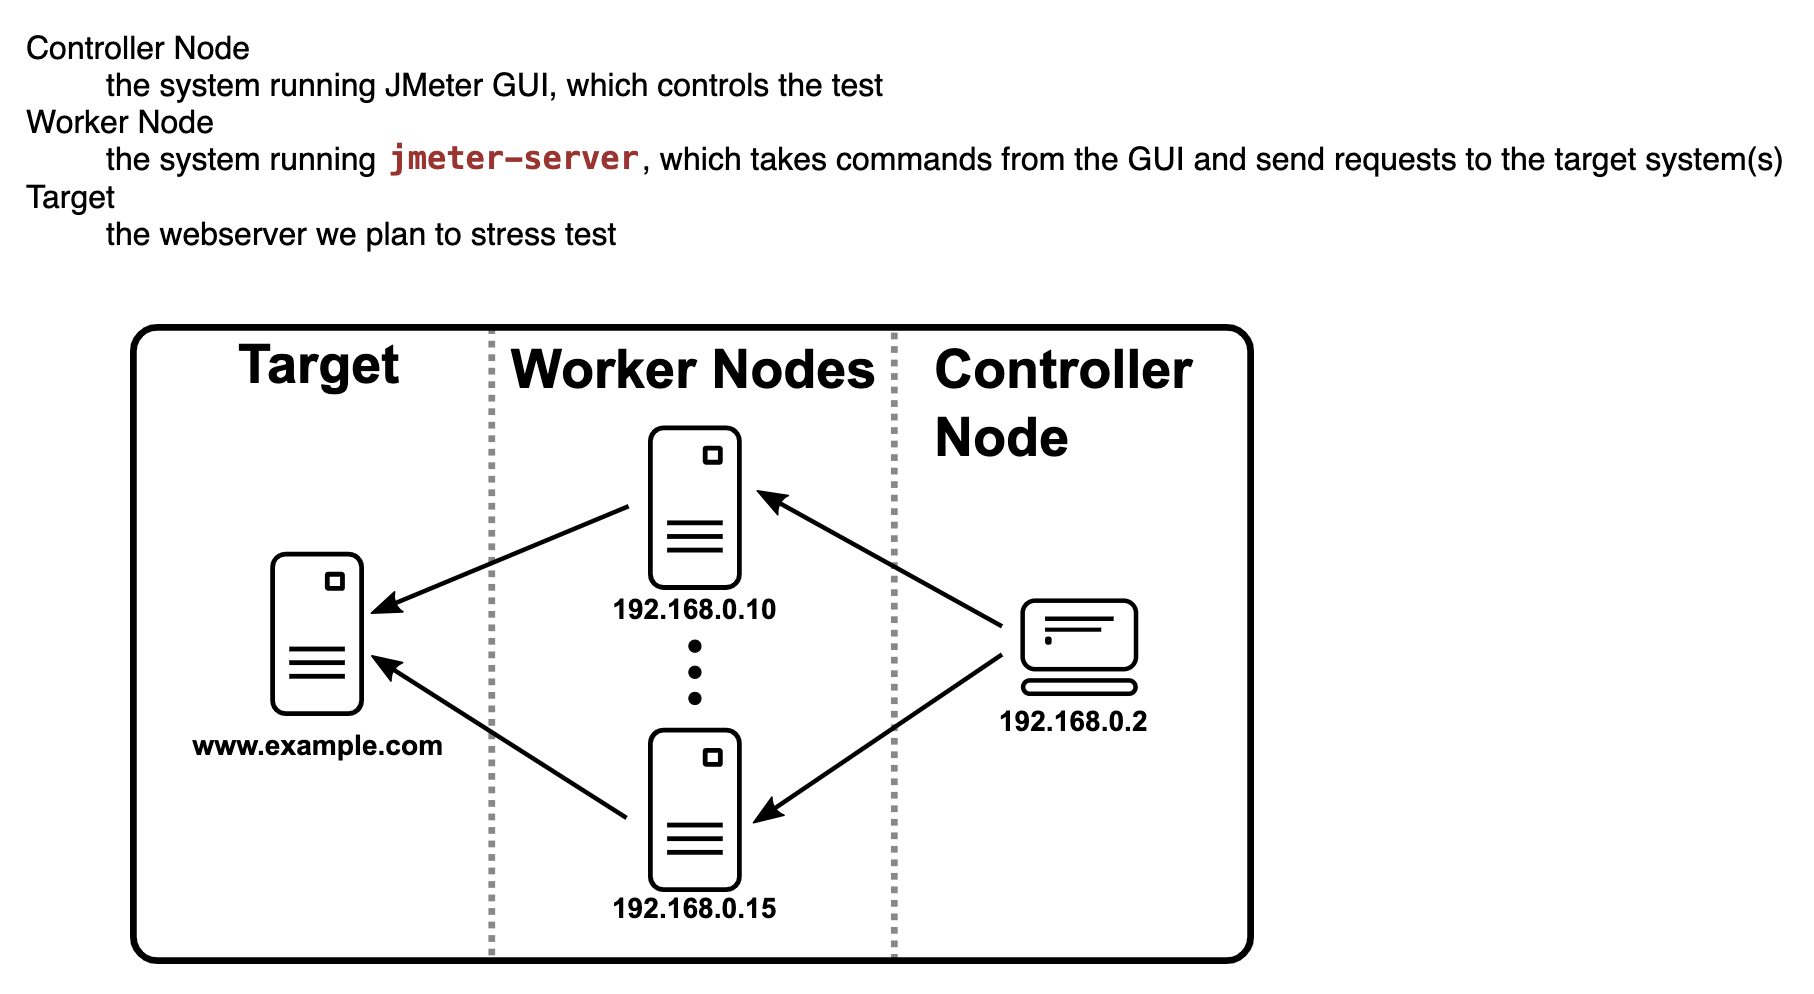 Controller Node
the system running JMeter GUI, which controls the test
Worker Node
the system running jmeter-server, which takes commands from the GUI and send requests to the target system(s)
Target
the webserver we plan to stress test
Target
Worker Nodes
Controller
Node
192.168.0.10
192.168.0.2
www.example.com
192.168.0.15